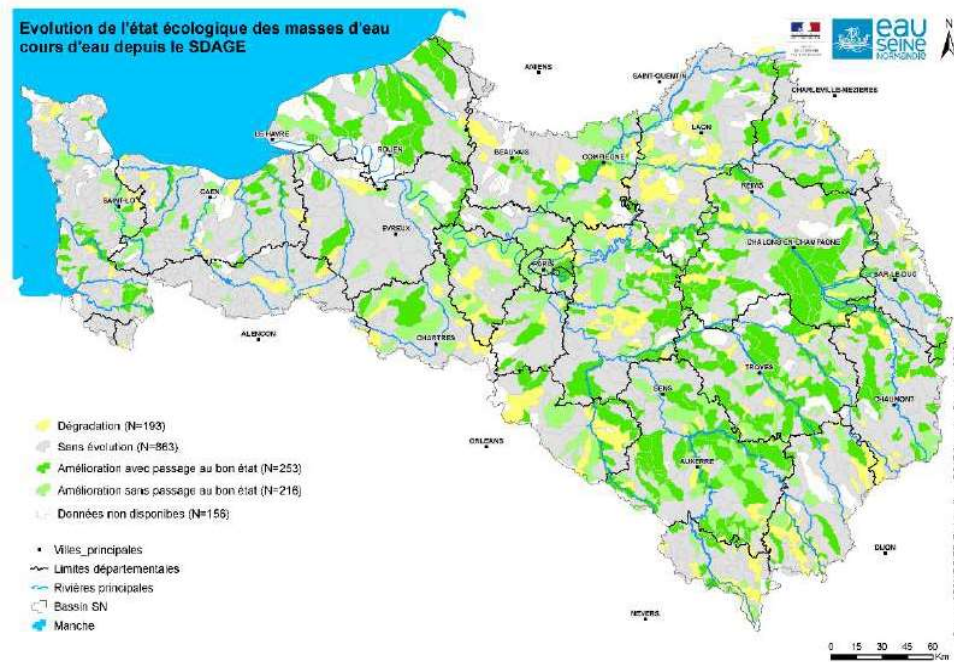 Evolution de l'état écologique des masses d'eau
cours d'eau depuis le SDAGE
eau
SEINE
NORMANDIE
N
AMIENS
SAINT-QUENTIN
CHARLEVILLE-MEZIERES
LAON
LE HAVRE
ROUEN
BEAUVAIS
COMPIEGNE
CAEN
SAINT-LO
REIMS
EVREUX
CHALONS-EN-CHAMPAGNE
PARIS
BAR-LE-DUC
ALENCON
CHARTRES
TROYES
SENS
CHAUMONT
ORLEANS
AUXERRE
DIJON
NEVERS
Dégradation (N=193)
Sans évolution (N=863)
Amélioration avec passage au bon état (N=253)
Amélioration sans passage au bon état (N=216)
Données non disponibes (N=156)
Villes_principales
Limites départementales
Rivières principales
Bassin SN
Manche
0 15 30 45 60
Km